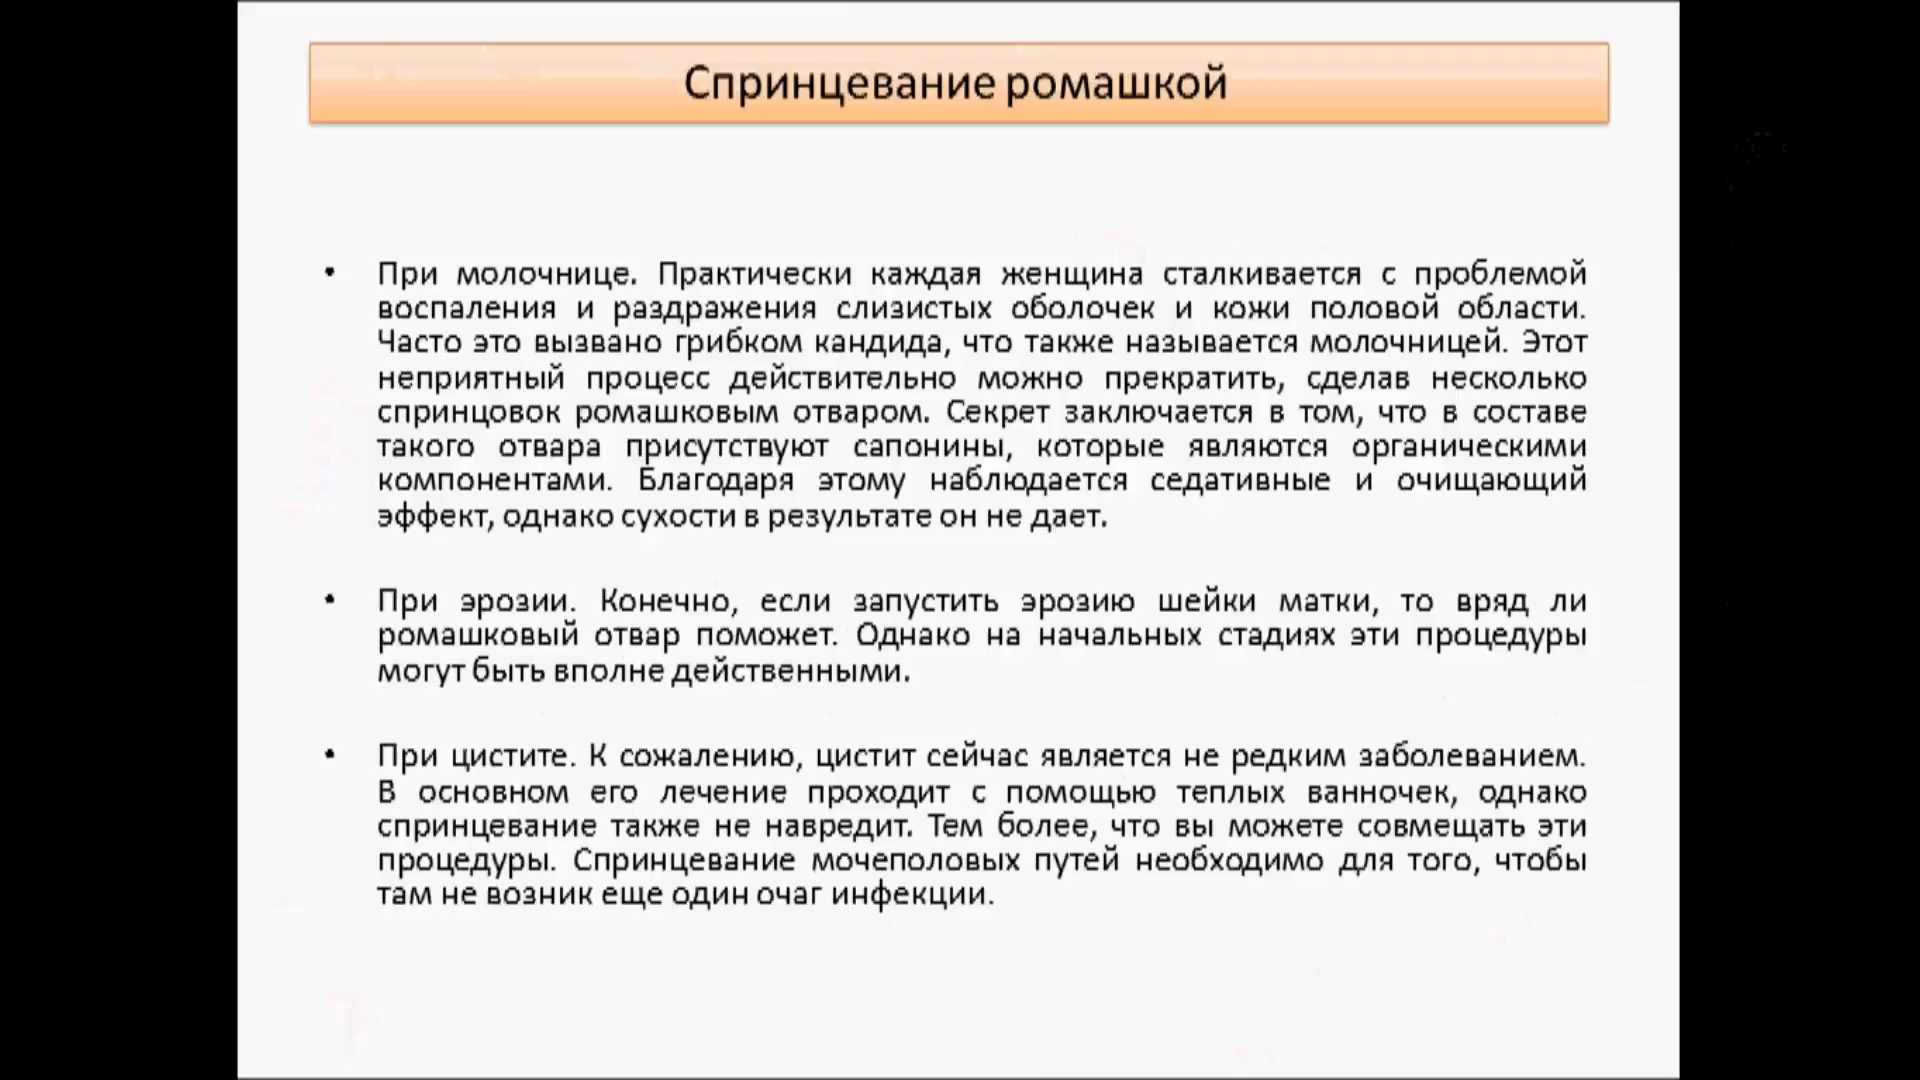 Спринцевание ромашкой
• При молочнице. Практически каждая женщина сталкивается с проблемой
воспаления и раздражения слизистых оболочек и кожи половой области.
Часто это вызвано грибком кандида, что также называется молочницей. Этот
неприятный процесс действительно можно прекратить, сделав несколько
спринцовок ромашковым отваром. Секрет заключается в том, что в составе
такого отвара присутствуют сапонины, которые являются органическими
компонентами. Благодаря этому наблюдается седативные и очищающий
эффект, однако сухости в результате он не дает.
• При эрозии. Конечно, если запустить эрозию шейки матки, то вряд ли
ромашковый отвар поможет. Однако на начальных стадиях эти процедуры
могут быть вполне действенными.
• При цистите. К сожалению, цистит сейчас является не редким заболеванием.
В основном его лечение проходит с помощью теплых ванночек, однако
спринцевание также не навредит. Тем более, что вы можете совмещать эти
процедуры. Спринцевание мочеполовых путей необходимо для того, чтобы
там не возник еще один очаг инфекции.